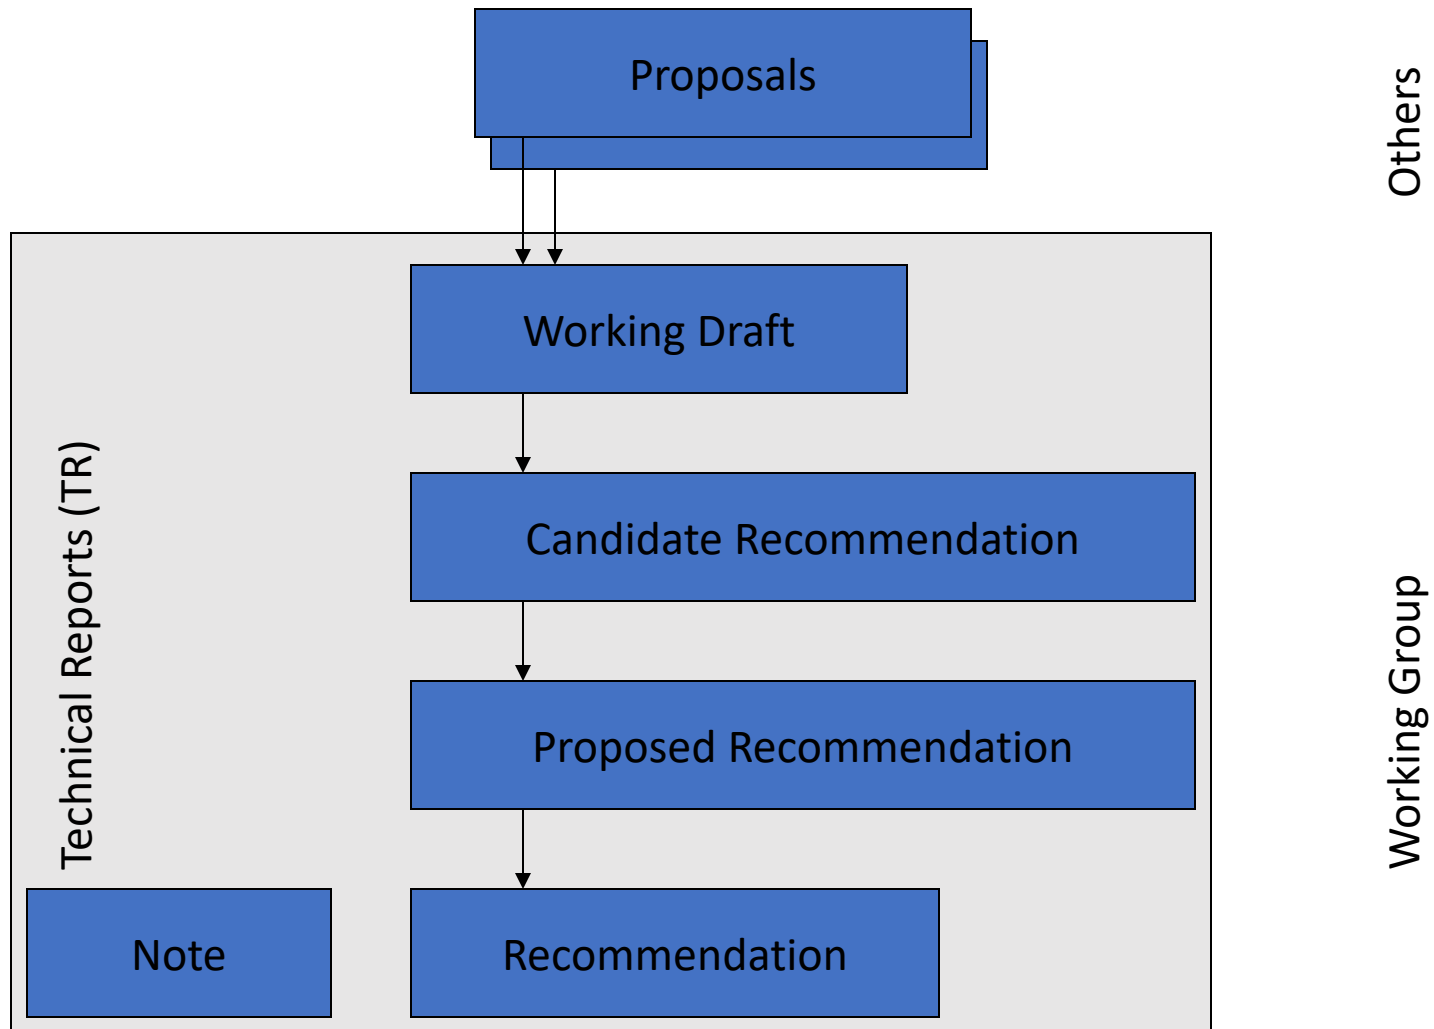 Proposals
Others
Working Draft
Technical Reports (TR)
Candidate Recommendation
Working Group
Proposed Recommendation
Note
Recommendation